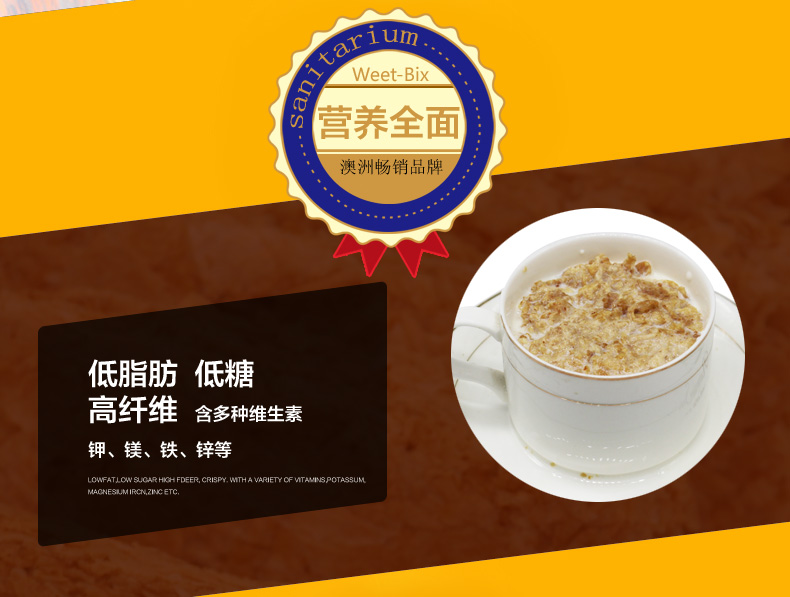 sanitarium
Weet-Bix
营养全面
澳洲畅销品牌
低脂肪 低糖
高纤维 含多种维生素
钾、镁、铁、锌等
LOWFAT,LOW SUGAR HIGH FDEER, CRISPY. WITH A VARIETY OF VITAMINS,POTASSUM,
MAGNESIUM IRCN,ZINC ETC.